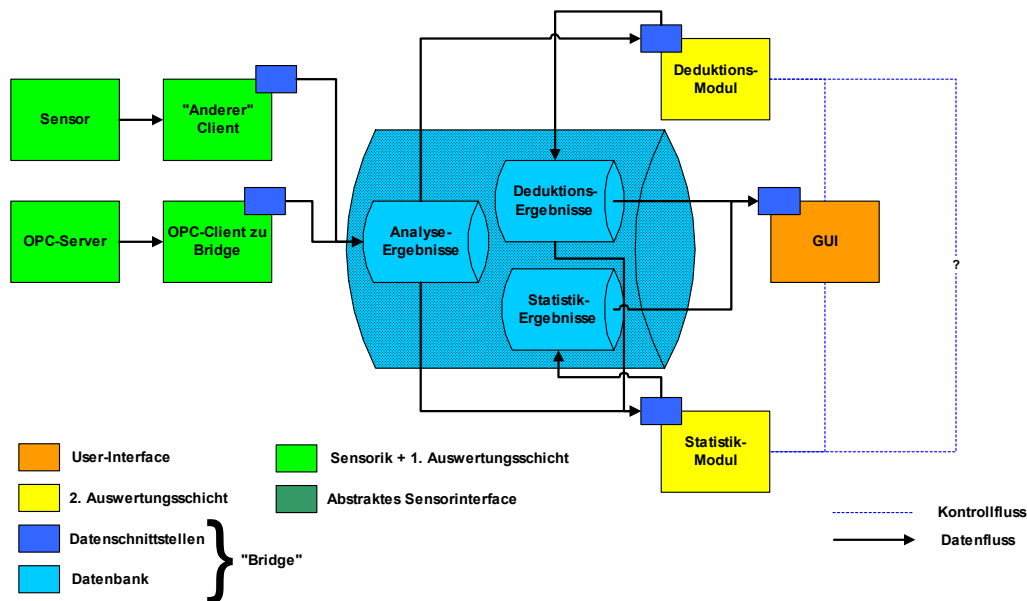 Deduktions-
Modul
Sensor
"Anderer"
Client
Deduktions-
Ergebnisse
OPC-Server
OPC-Client zu
Bridge
Analyse-
Ergebnisse
GUI
?
Statistik-
Ergebnisse
Statistik-
Modul
User-Interface
Sensorik + 1. Auswertungsschicht
2. Auswertungsschicht
Abstraktes Sensorinterface
Datenschnittstellen
"Bridge"
Datenbank
Kontrollfluss
Datenfluss